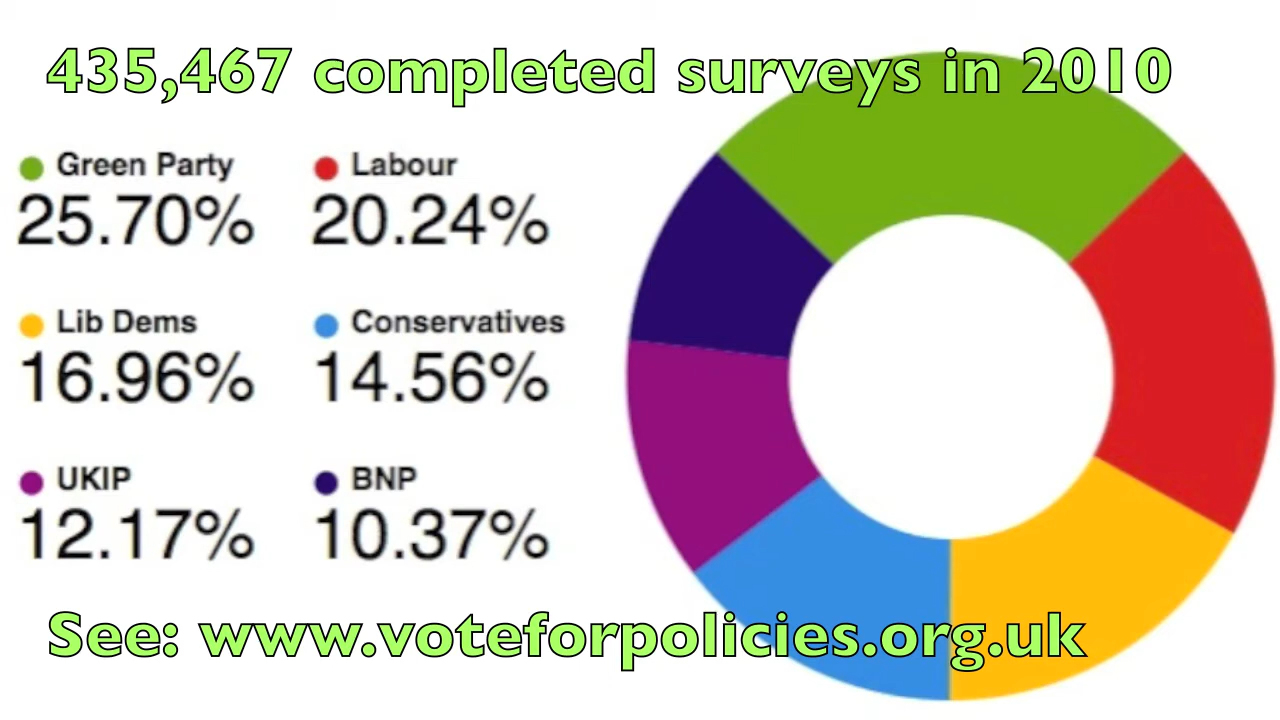 435,467 completed surveys in 2010
Green Party
25.70%
Labour
20.24%
Lib Dems
16.96%
Conservatives
14.56%
UKIP
12.17%
BNP
10.37%
See: www.voteforpolicies.org.uk